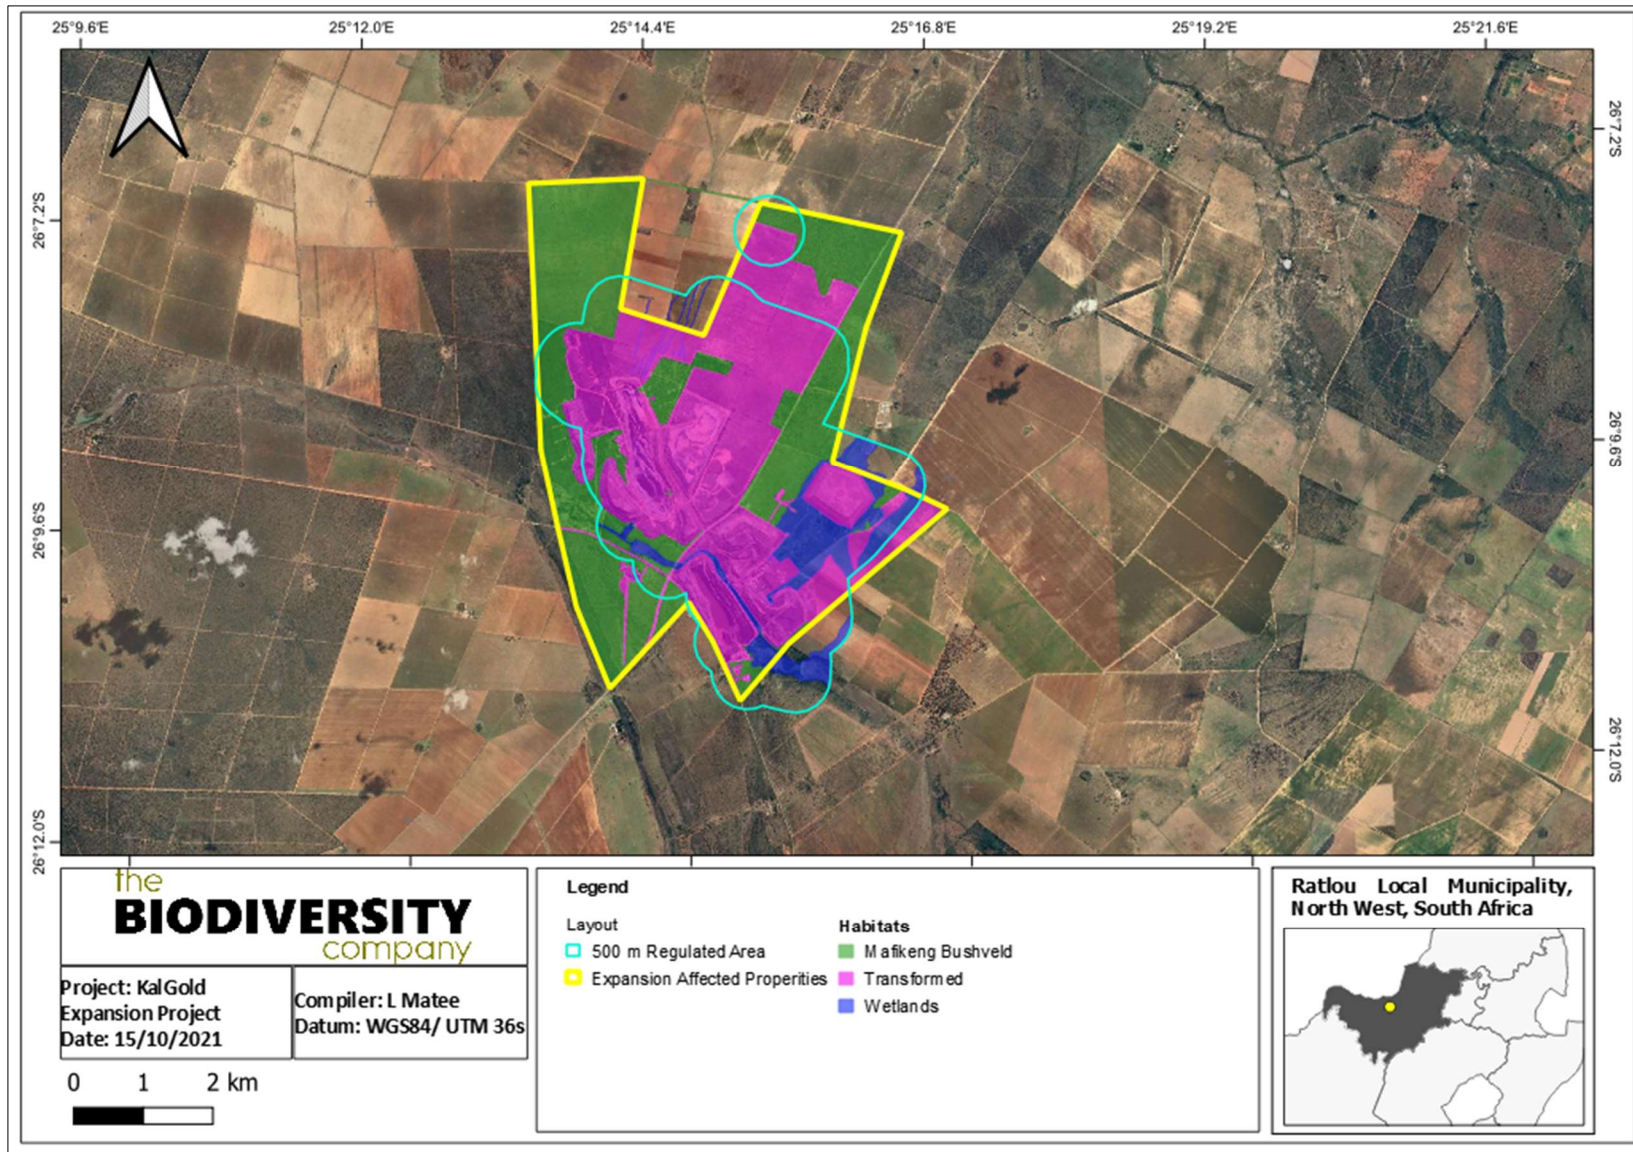 25°9.6'E 25°12.0'E 25°14.4'E 25°16.8'E 25°19.2'E 25°21.6'E
26°7.2'S
26°9.6'S
26°12.0'S
26°7.2'S
26°9.6'S
26°12.0'S
the
BIODIVERSITY
company
Project: KalGold
Expansion Project
Date: 15/10/2021
Compiler: L Matee
Datum: WGS84/ UTM 36s
0 1 2 km
Legend
Layout
500 m Regulated Area
Expansion Affected Properities
Habitats
Mafikeng Bushveld
Transformed
Wetlands
Ratlou Local Municipality,
North West, South Africa